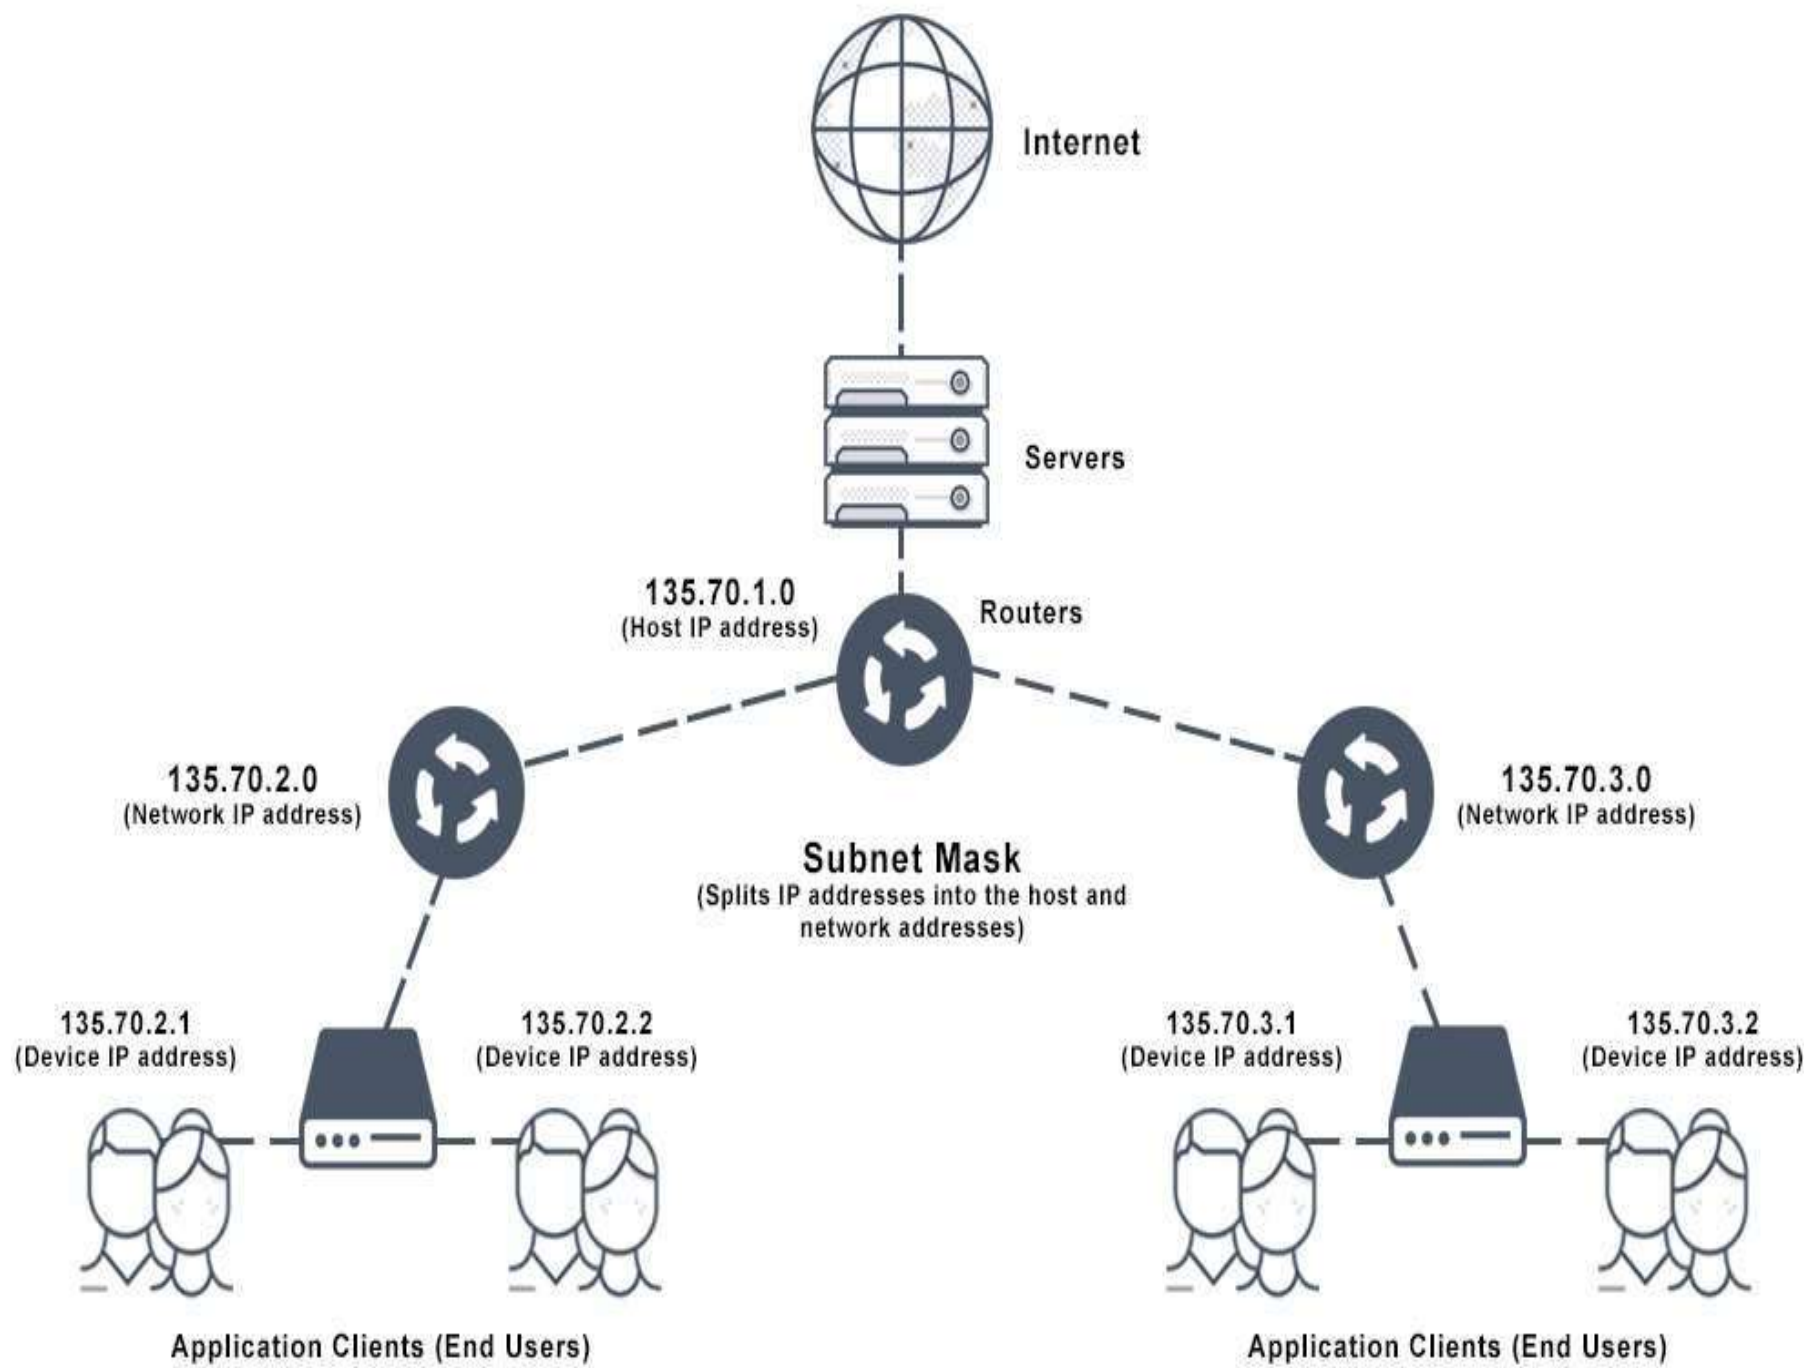 Internet
Servers
135.70.1.0
(Host IP address)
Routers
135.70.2.0
(Network IP address)
135.70.3.0
(Network IP address)
Subnet Mask
(Splits IP addresses into the host and
network addresses)
135.70.2.1
(Device IP address)
135.70.2.2
(Device IP address)
135.70.3.1
(Device IP address)
135.70.3.2
(Device IP address)
Application Clients (End Users)
Application Clients (End Users)